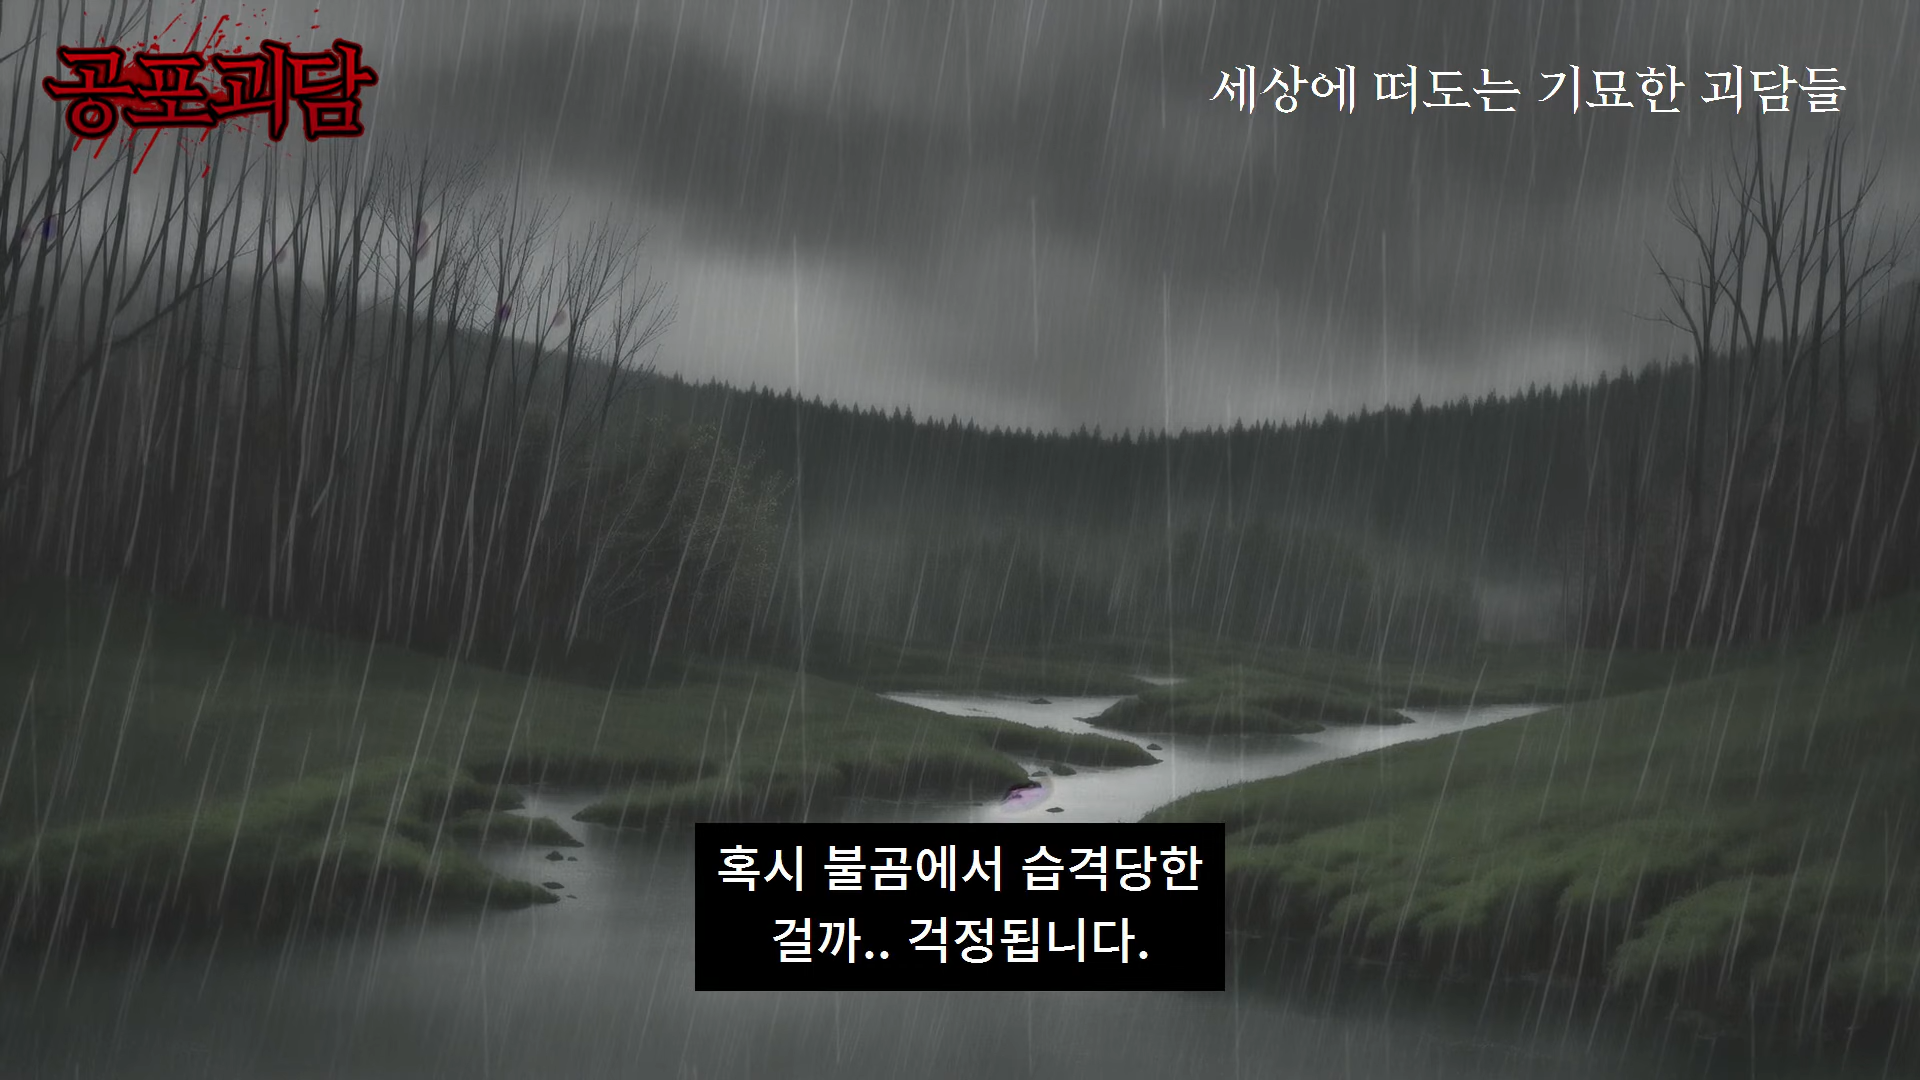 공포괴담
세상에 떠도는 기묘한 괴담들
혹시 불곰에서 습격당한
걸까.. 걱정됩니다.